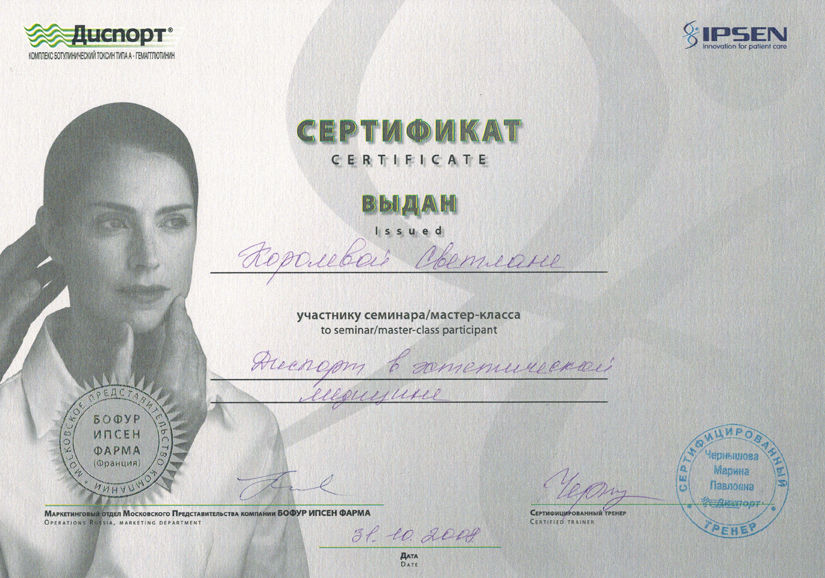 Диспорт®
КОМПЛЕКС БОТУЛИНИЧЕСКИЙ ТОКСИН ТИПА А - ГЕМАГГЛЮТИНИН
IPSEN
Innovation for patient care
СЕРТИФИКАТ
CERTIFICATE
ВЫДАН
Issued
Королевой Светлане
участнику семинара/мастер-класса
to seminar/master-class participant
Диспорт в эстетической
медицине
МОСКОВСКОЕ ПРЕДСТАВИТЕЛЬСТВО КОМПАНИИ
БОФУР
ИПСЕН
ФАРМА
(Франция)
СЕРТИФИЦИРОВАННЫЙ
Чернышова
Марина
Павловна
Диспорт
ТРЕНЕР
Маркетинговый отдел Московского Представительства компании БОФУР ИПСЕН ФАРМА
Operations Russia, marketing department
Сертифицированный тренер
Certified trainer
31.10.2009
Дата
Date